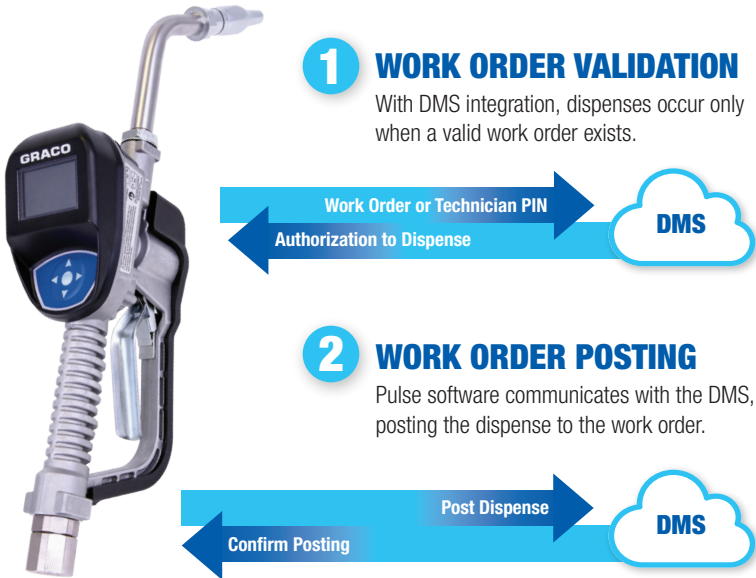 GRACO
1
WORK ORDER VALIDATION
With DMS integration, dispenses occur only
when a valid work order exists.
Work Order or Technician PIN
Authorization to Dispense
DMS
2
WORK ORDER POSTING
Pulse software communicates with the DMS,
posting the dispense to the work order.
Post Dispense
Confirm Posting
DMS